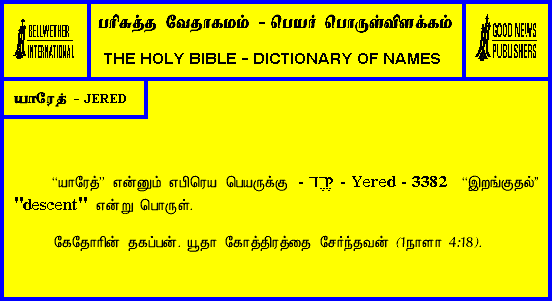 BELLWETHER
INTERNATIONAL
பரிசுத்த வேதாகமம் - பெயர் பொருள்விளக்கம்
THE HOLY BIBLE - DICTIONARY OF NAMES
GOOD NEWS
PUBLISHERS
யாரேத் - JERED
“யாரேத்” என்னும் எபிரெய பெயருக்கு - ירד - Yered - 3382 “இறங்குதல்”
"descent" என்று பொருள்.
கேதோரின் தகப்பன். யூதா கோத்திரத்தை சேர்ந்தவன் (1நாளா 4:18).